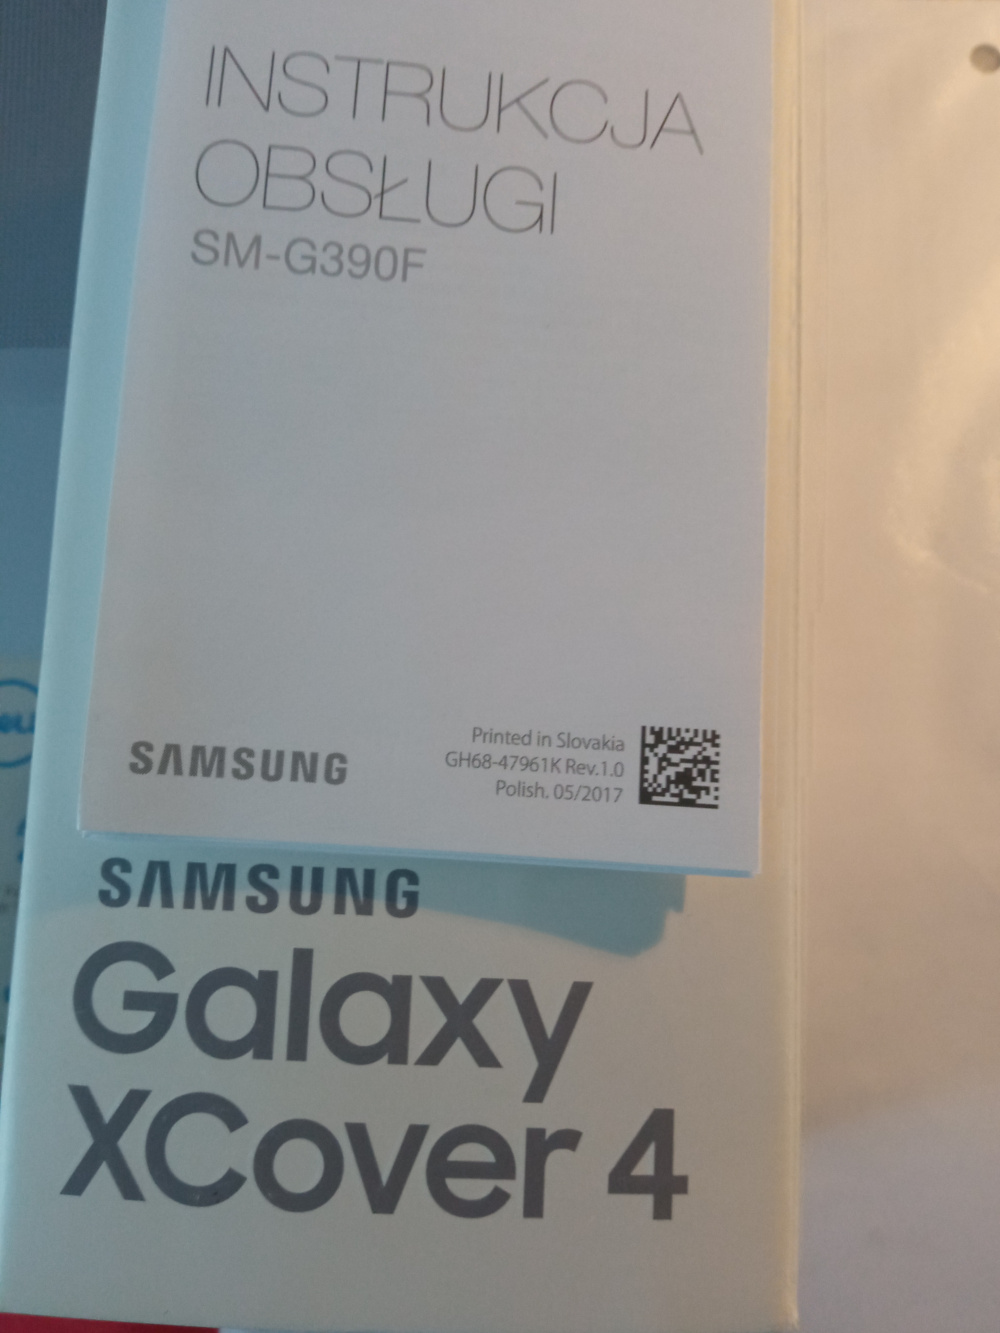 INSTRUKCJA
OBSŁUGI
SM-G390F
SAMSUNG
Printed in Slovakia
GH68-47961K Rev.1.0
Polish. 05/2017
SAMSUNG
Galaxy
XCover 4